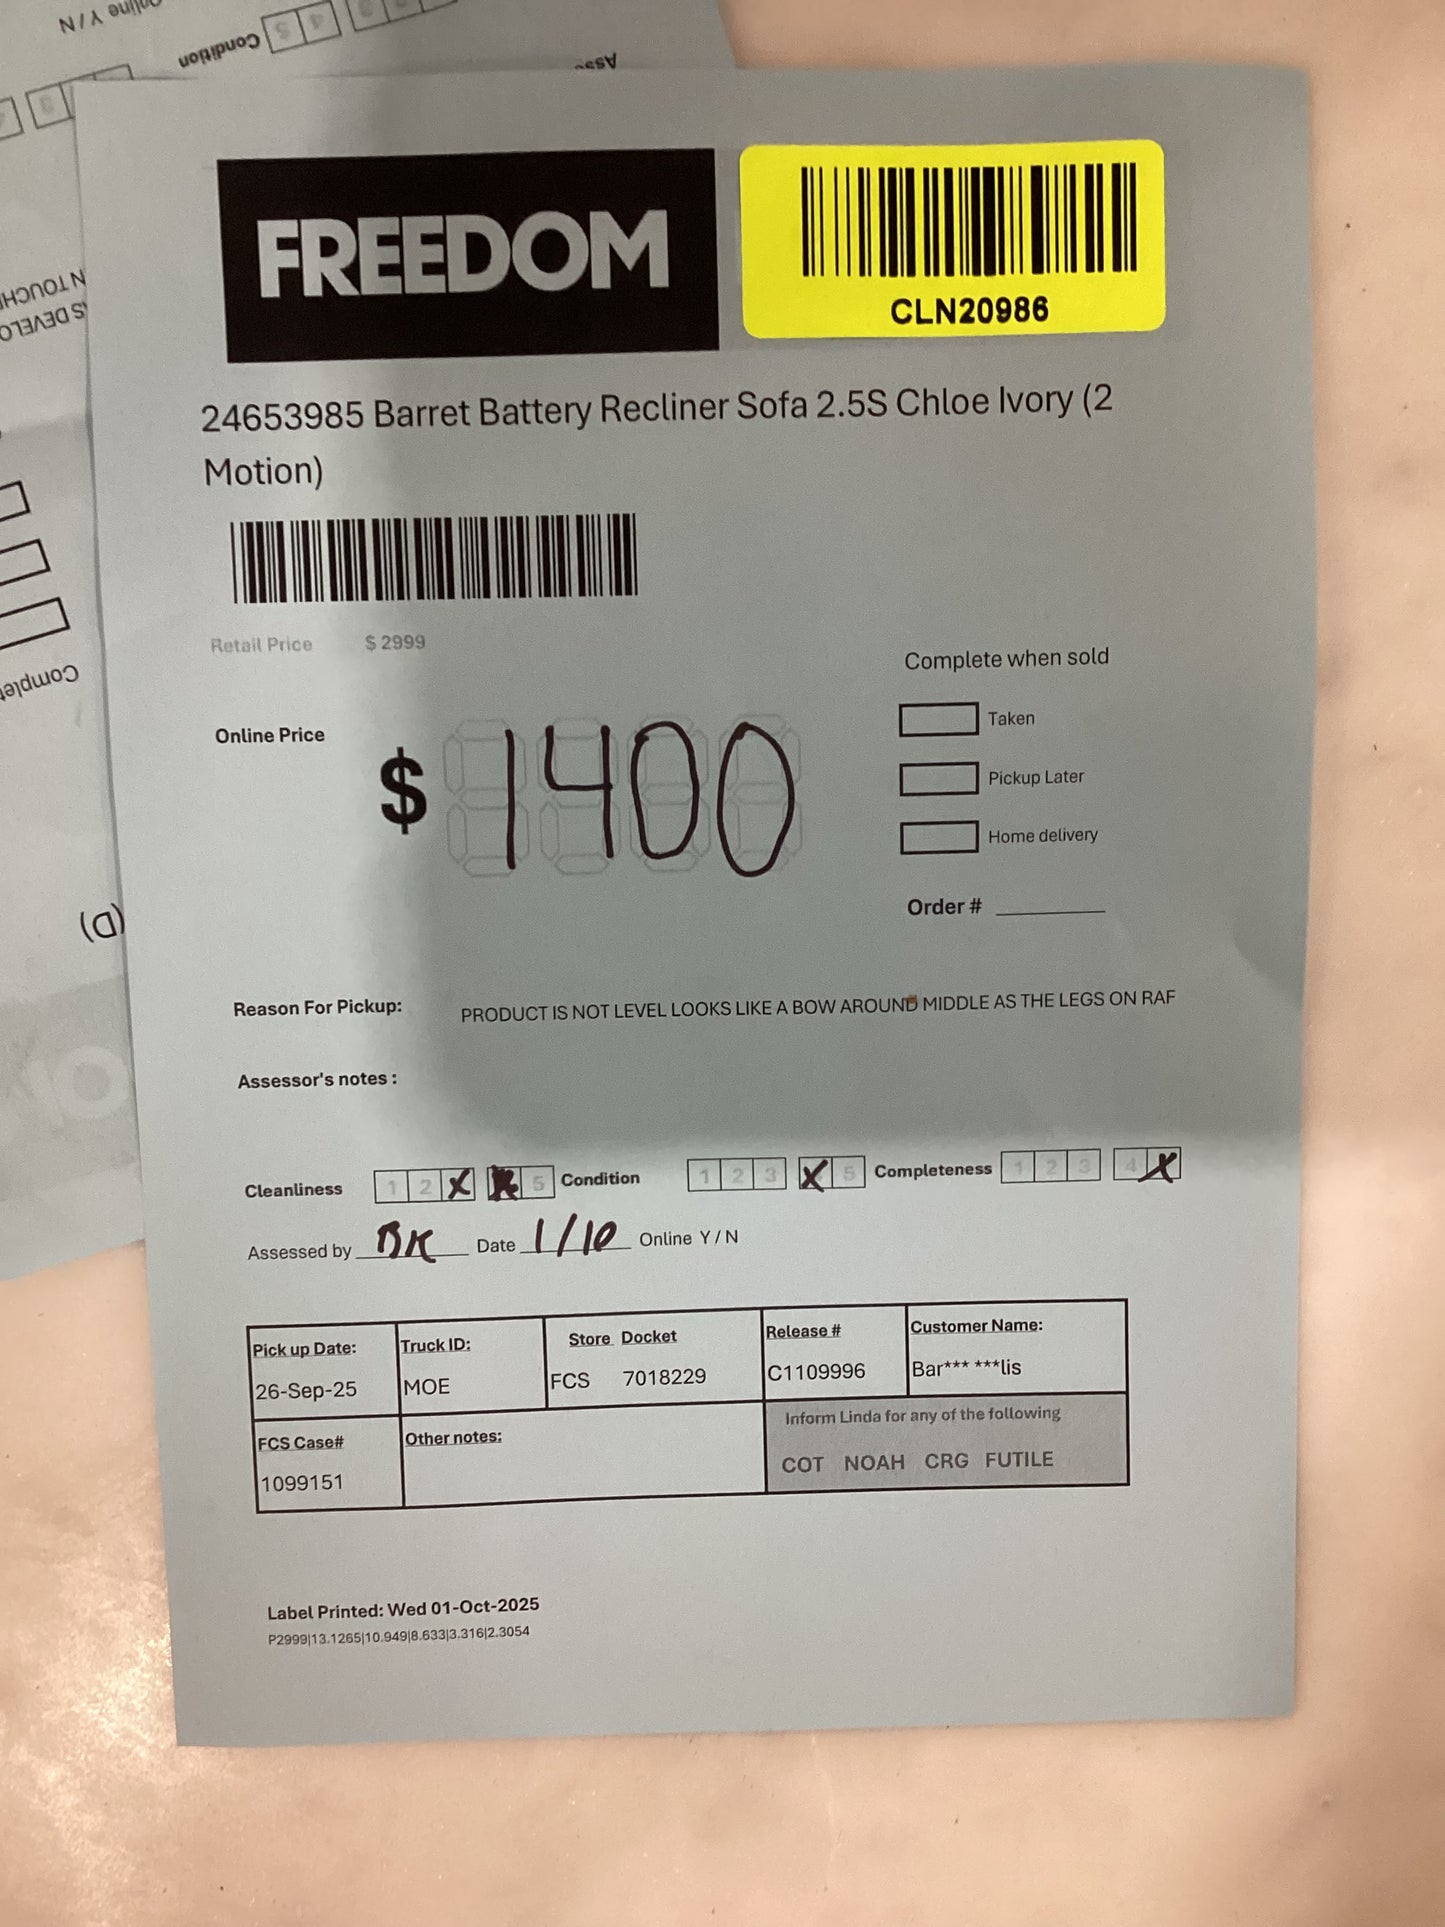 Online Y / N
Condition
5 4
FREEDOM
CLN20986
24653985 Barret Battery Recliner Sofa 2.5S Chloe Ivory (2
Motion)
Retail Price $ 2999
Complete when sold
Taken
Online Price
$ 1400
Pickup Later
Home delivery
Order #
(D)
Reason For Pickup: PRODUCT IS NOT LEVEL LOOKS LIKE A BOW AROUND MIDDLE AS THE LEGS ON RAF
Assessor's notes :
Cleanliness 1 2 X 5 Condition 1 2 3 X 5 Completeness 1 2 3 4 X
Assessed by BK Date 1/10 Online Y / N
Pick up Date: Truck ID: Store Docket Release # Customer Name:
26-Sep-25 MOE FCS 7018229 C1109996 Bar*** ***lis
FCS Case# Other notes: Inform Linda for any of the following
1099151 COT NOAH CRG FUTILE
Label Printed: Wed 01-Oct-2025
P2999|13.1265|10.949|8.633|3.316|2.3054